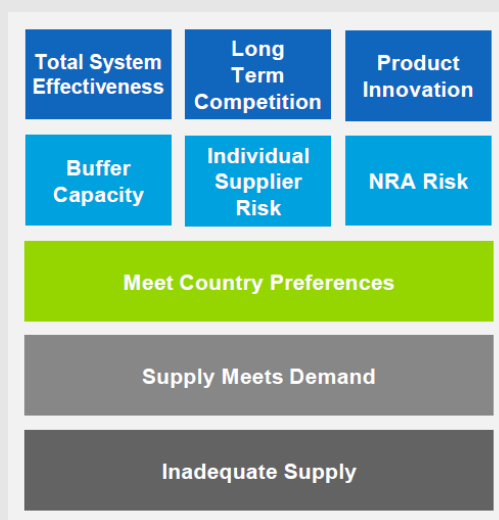 Total System
Effectiveness
Long
Term
Competition
Product
Innovation
Buffer
Capacity
Individual
Supplier
Risk
NRA Risk
Meet Country Preferences
Supply Meets Demand
Inadequate Supply